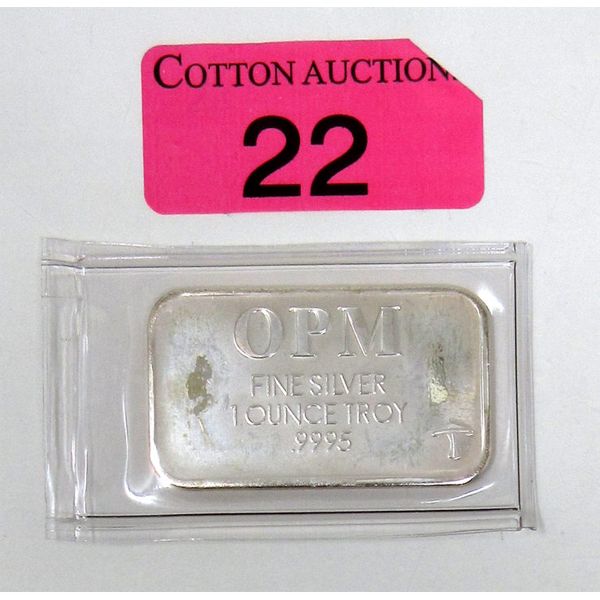 COTTON AUCTION
22
OPM
FINE SILVER
1 OUNCE TROY
.9995